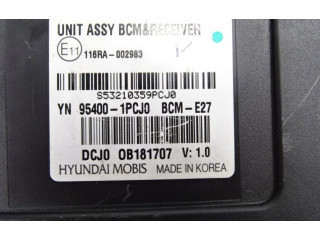 UNIT ASSY BCM&RECEIVER
E11 116RA-002983
S53210359PCJ0
YN 95400-1PCJ0 BCM-E27
DCJ0 OB181707 V: 1.0
HYUNDAI MOBIS MADE IN KOREA